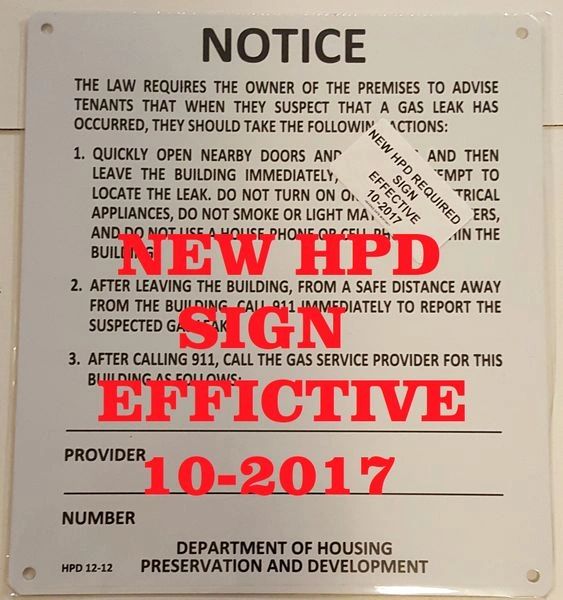 NOTICE
THE LAW REQUIRES THE OWNER OF THE PREMISES TO ADVISE
TENANTS THAT WHEN THEY SUSPECT THAT A GAS LEAK HAS
OCCURRED, THEY SHOULD TAKE THE FOLLOWIN ACTIONS:
1. QUICKLY OPEN NEARBY DOORS AND AND THEN
LEAVE THE BUILDING IMMEDIATELY, EMPT TO
LOCATE THE LEAK. DO NOT TURN ON TRICAL
APPLIANCES, DO NOT SMOKE OR LIGHT MA ERS,
AND DO NOT USE A HOUSE PHONE OR CELL PH IN THE
BUILDING
NEW HPD REQUIRED
SIGN
EFFECTIVE
10-2017
2. AFTER LEAVING THE BUILDING, FROM A SAFE DISTANCE AWAY
FROM THE BUILDING, CALL 911 IMMEDIATELY TO REPORT THE
SUSPECTED GAS LEAK
3. AFTER CALLING 911, CALL THE GAS SERVICE PROVIDER FOR THIS
BUILDING AS FOLLOWS:
NEW HPD
SIGN
EFFICTIVE
10-2017
PROVIDER
NUMBER
DEPARTMENT OF HOUSING
HPD 12-12 PRESERVATION AND DEVELOPMENT